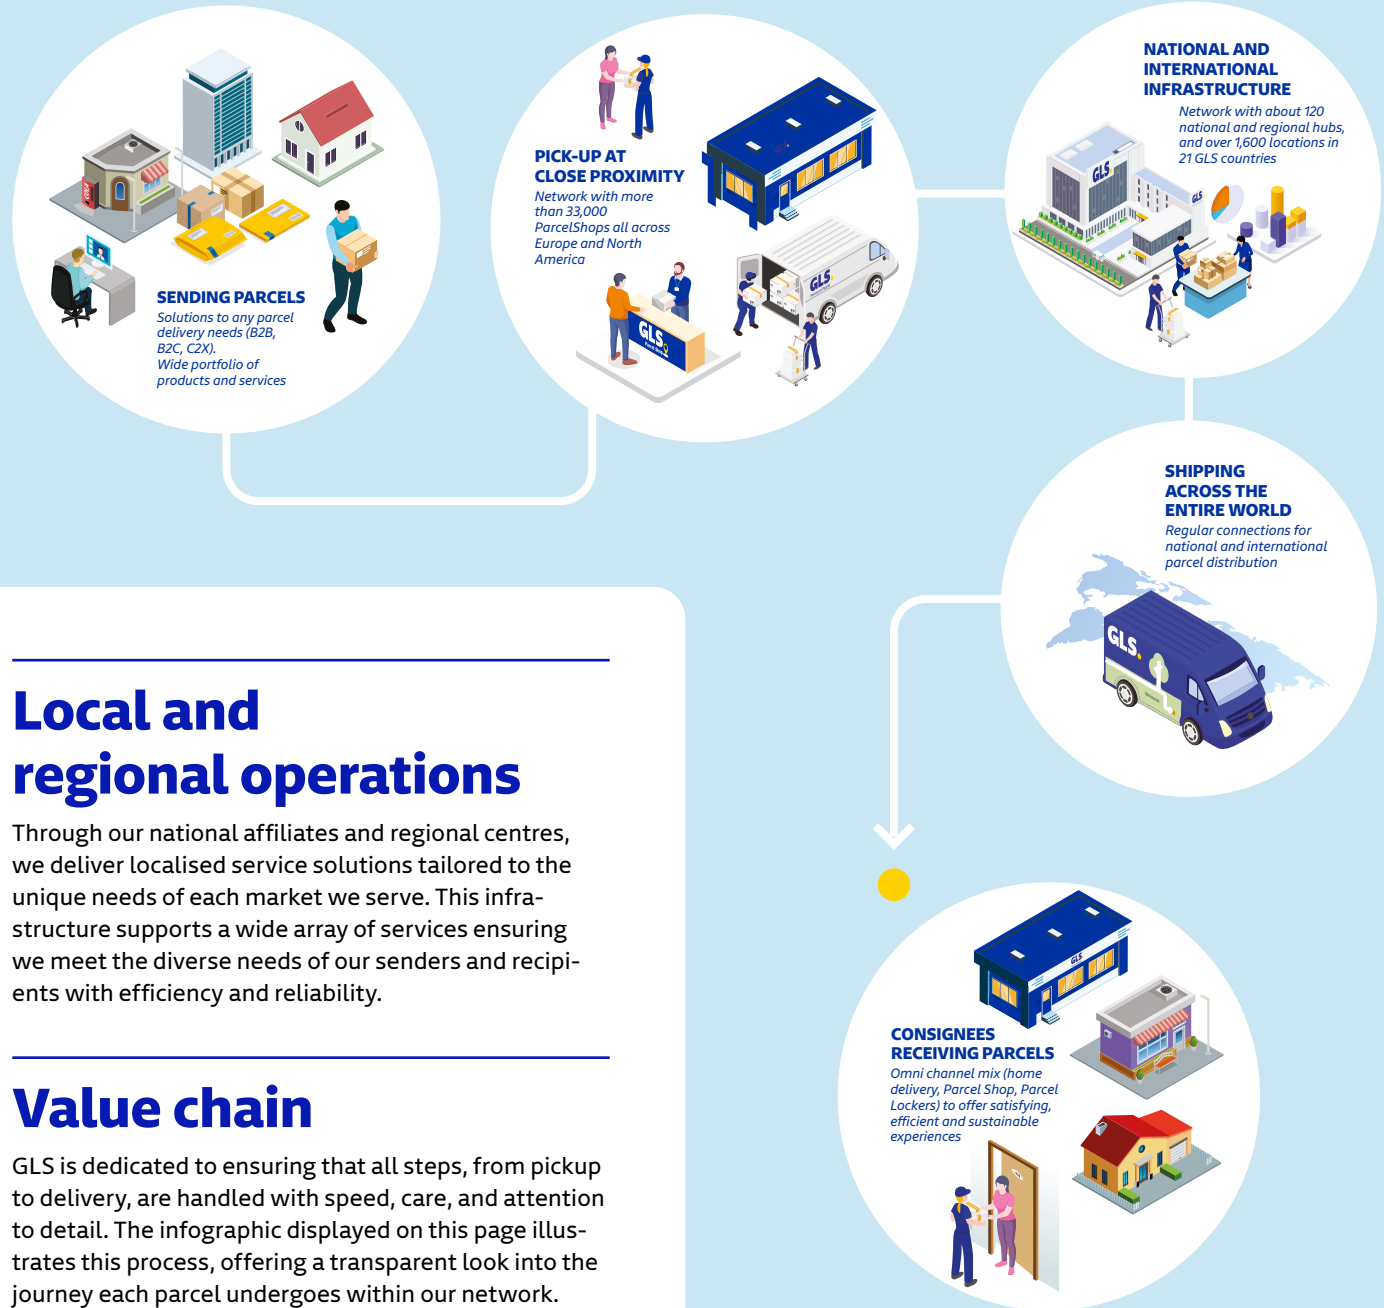 SENDING PARCELS
Solutions to any parcel
delivery needs (B2B,
B2C, C2X).
Wide portfolio of
products and services
PICK-UP AT
CLOSE PROXIMITY
Network with more
than 33,000
ParcelShops all across
Europe and North
America
GLS.
Parcel Shop
GLS.
NATIONAL AND
INTERNATIONAL
INFRASTRUCTURE
Network with about 120
national and regional hubs,
and over 1,600 locations in
21 GLS countries
GLS.
GLS
SHIPPING
ACROSS THE
ENTIRE WORLD
Regular connections for
national and international
parcel distribution
GLS.
Local and
regional operations
Through our national affiliates and regional centres,
we deliver localised service solutions tailored to the
unique needs of each market we serve. This infra-
structure supports a wide array of services ensuring
we meet the diverse needs of our senders and recipi-
ents with efficiency and reliability.
Value chain
GLS is dedicated to ensuring that all steps, from pickup
to delivery, are handled with speed, care, and attention
to detail. The infographic displayed on this page illus-
trates this process, offering a transparent look into the
journey each parcel undergoes within our network.
GLS
CONSIGNEES
RECEIVING PARCELS
Omni channel mix (home
delivery, Parcel Shop, Parcel
Lockers) to offer satisfying,
efficient and sustainable
experiences